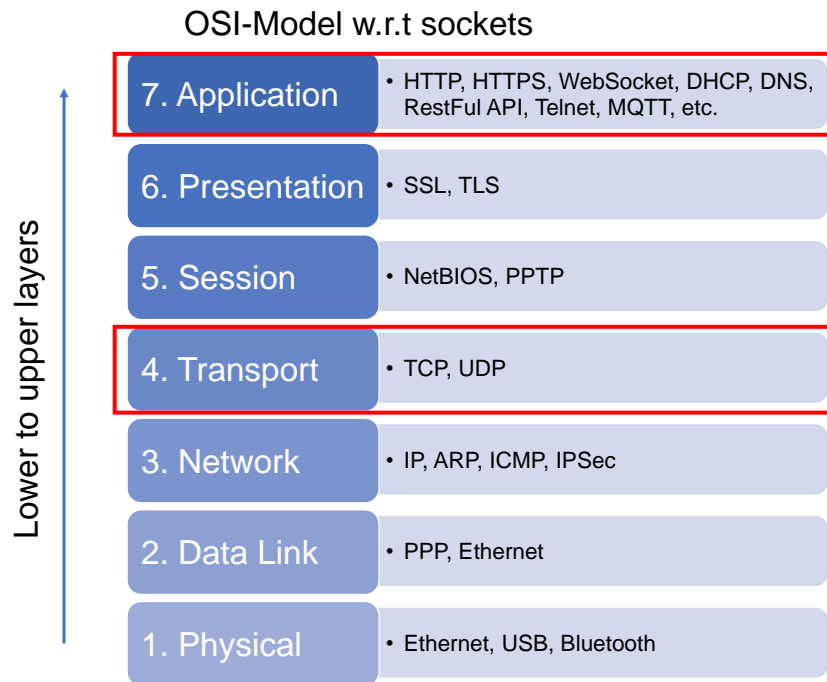 OSI-Model w.r.t sockets
7. Application
• HTTP, HTTPS, WebSocket, DHCP, DNS,
RestFul API, Telnet, MQTT, etc.
6. Presentation
• SSL, TLS
5. Session
• NetBIOS, PPTP
4. Transport
• TCP, UDP
3. Network
• IP, ARP, ICMP, IPSec
2. Data Link
• PPP, Ethernet
1. Physical
• Ethernet, USB, Bluetooth
Lower to upper layers